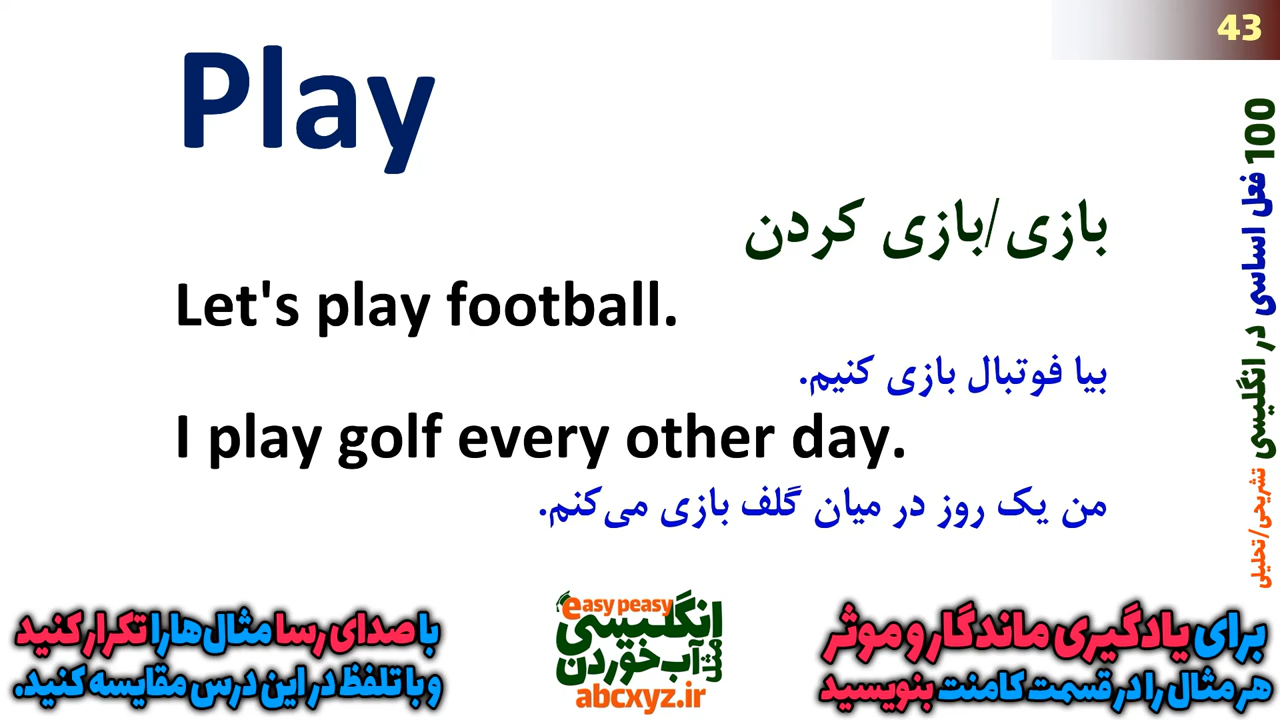 43
Play
بازی/بازی کردن
Let's play football.
بیا فوتبال بازی کنیم.
I play golf every other day.
من یک روز در میان گلف بازی می‌کنم.
100 فعل اساسی در انگلیسی تشریحی/تحلیلی
برای یادگیری ماندگار و موثر
هر مثال را در قسمت کامنت بنویسید
easy peasy
انگلیسی
مثل آب خوردن
abcxyz.ir
با صدای رسا مثال‌ها را تکرار کنید
و با تلفظ در این درس مقایسه کنید.